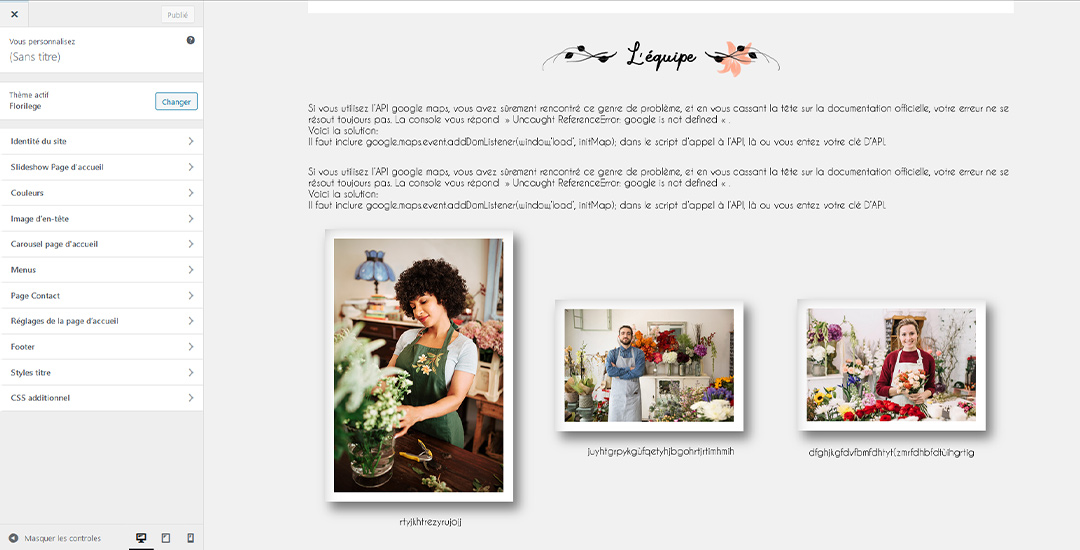 Publié
Vous personnalisez
(Sans titre)
Thème actif
Florilege
Changer
Identité du site
Slideshow Page d'accueil
Couleurs
Image d'en-tête
Carousel page d'accueil
Menus
Page Contact
Réglages de la page d'accueil
Footer
Styles titre
CSS additionnel
Masquer les controles
L'équipe
Si vous utilisez l'API google maps, vous avez sûrement rencontré ce genre de problème, et en vous cassant la tête sur la documentation officielle, votre erreur ne se
résout toujours pas. La console vous répond » Uncaught ReferenceError: google is not defined « .
Voici la solution:
Il faut inclure google.maps.event.addDomListener(window,'load', initMap); dans le script d'appel à l'API, là ou vous entez votre clé D'API.
Si vous utilisez l'API google maps, vous avez sûrement rencontré ce genre de problème, et en vous cassant la tête sur la documentation officielle, votre erreur ne se
résout toujours pas. La console vous répond » Uncaught ReferenceError: google is not defined « .
Voici la solution:
Il faut inclure google.maps.event.addDomListener(window,'load', initMap); dans le script d'appel à l'API, là ou vous entez votre clé D'API.
rtyjkhtrezyrujojj